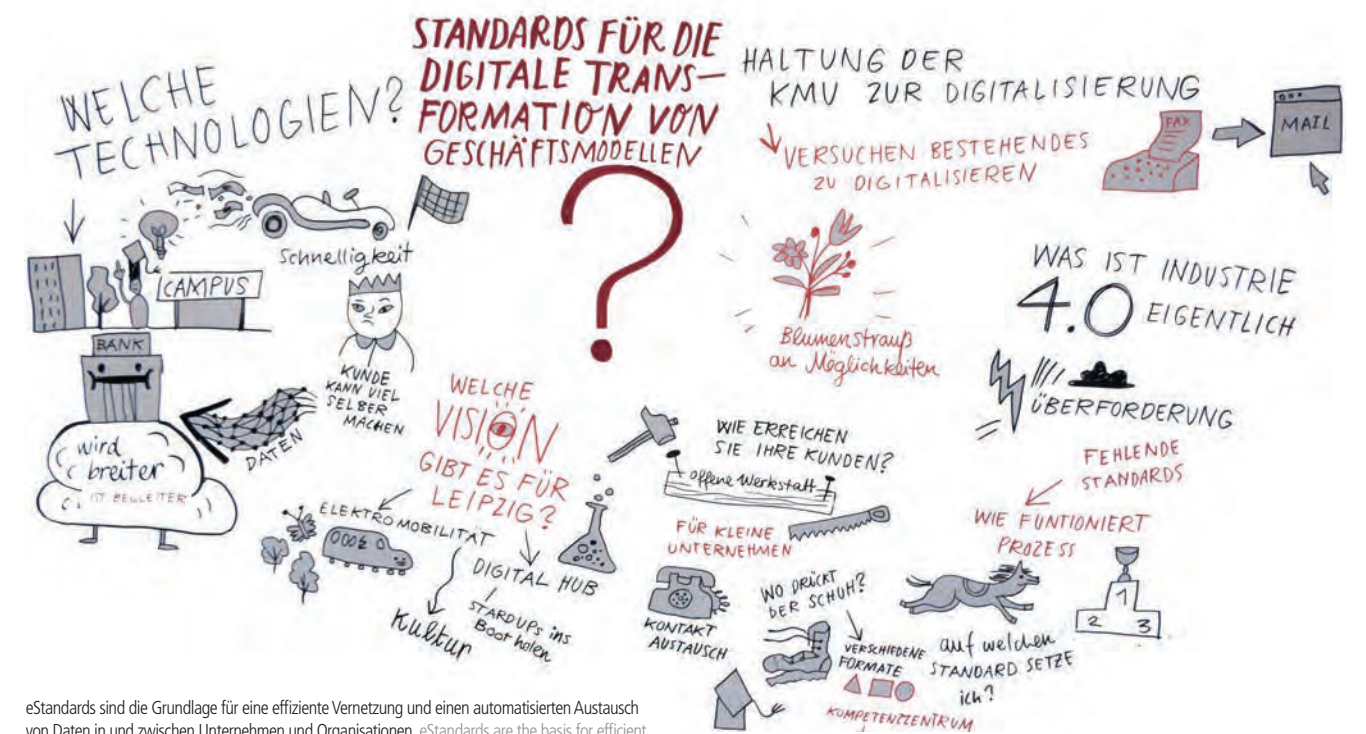 STANDARDS FÜR DIE
DIGITALE TRANS-
FORMATION VON
GESCHÄFTSMODELLEN
?
WELCHE
TECHNOLOGIEN?
Schnelligkeit
CAMPUS
BANK
KUNDE
KANN VIEL
SELBER
MACHEN
DATEN
wird
breiter
IST BEGLEITER
WELCHE
VISION
GIBT ES FÜR
LEIPZIG?
ELEKTROMOBILITÄT
Kultur
DIGITAL HUB
STARDUPs ins
Boot holen
HALTUNG DER
KMU ZUR DIGITALISIERUNG
VERSUCHEN BESTEHENDES
ZU DIGITALISIEREN
FAX
MAIL
Blumenstrauß
an Möglichkeiten
WAS IST INDUSTRIE
4.0 EIGENTLICH
ÜBERFORDERUNG
FEHLENDE
STANDARDS
WIE FUNTIONIERT
PROZESS
1
2 3
auf welchen
STANDARD SETZE
ich?
WIE ERREICHEN
SIE IHRE KUNDEN?
offene Werkstatt
FÜR KLEINE
UNTERNEHMEN
KONTAKT
AUSTAUSCH
WO DRÜCKT
DER SCHUH?
VERSCHIEDENE
FORMATE
KOMPETENZZENTRUM
eStandards sind die Grundlage für eine effiziente Vernetzung und einen automatisierten Austausch
von Daten in und zwischen Unternehmen und Organisationen. eStandards are the basis for efficient